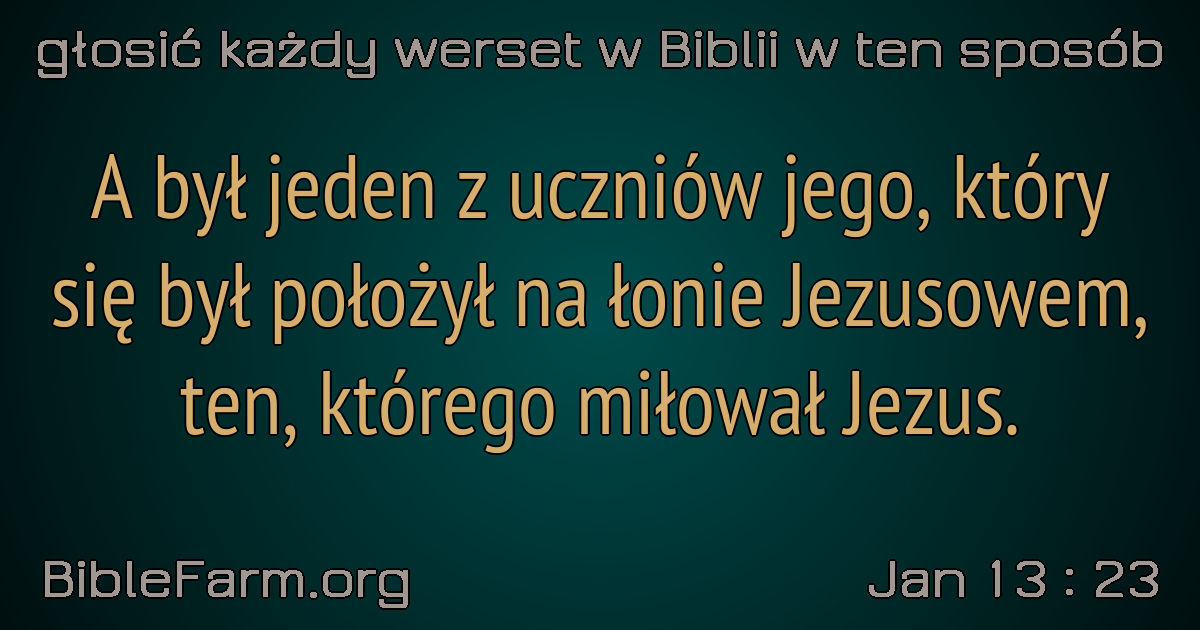 głosić każdy werset w Biblii w ten sposób
A był jeden z uczniów jego, który
się był położył na łonie Jezusowem,
ten, którego miłował Jezus.
BibleFarm.org
Jan 13 : 23